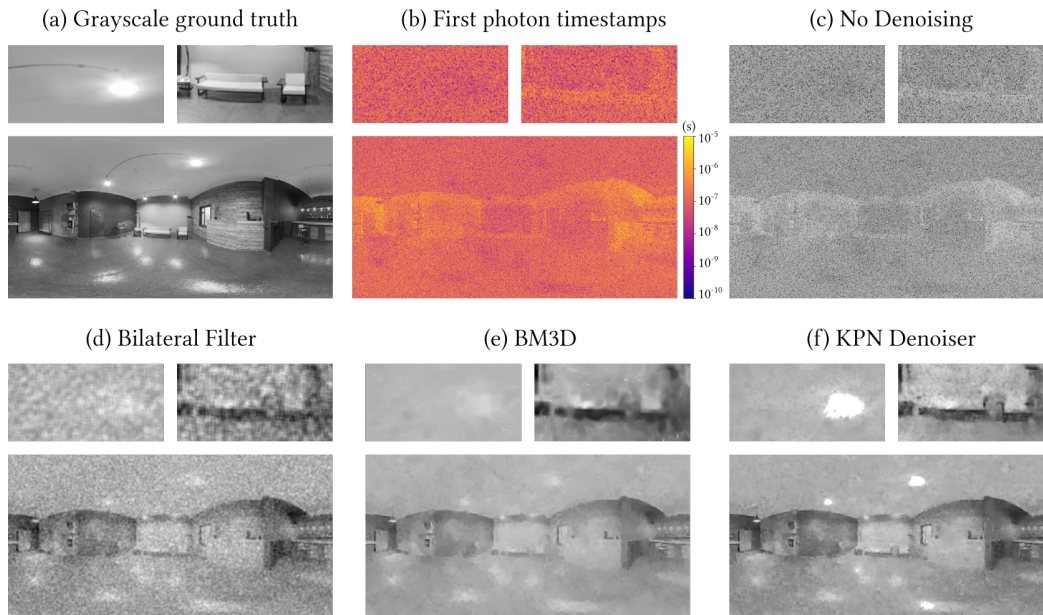 (a) Grayscale ground truth
(b) First photon timestamps
(c) No Denoising
(s)
10⁻⁵
10⁻⁶
10⁻⁷
10⁻⁸
10⁻⁹
10⁻¹⁰
(d) Bilateral Filter
(e) BM3D
(f) KPN Denoiser